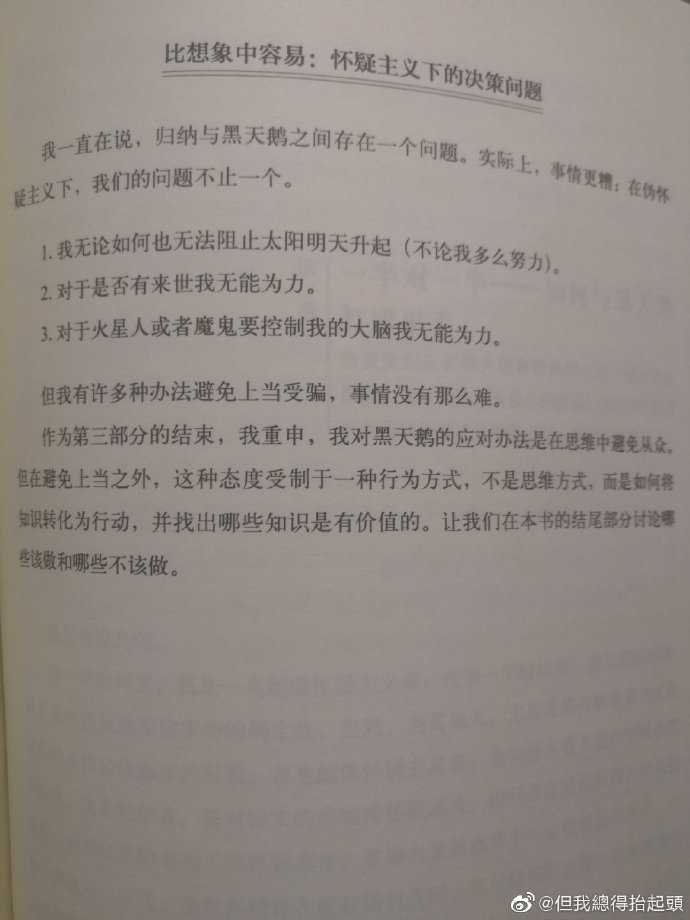 比想象中容易：怀疑主义下的决策问题
我一直在说，归纳与黑天鹅之间存在一个问题。实际上，事情更糟：在伪怀
疑主义下，我们的问题不止一个。
1. 我无论如何也无法阻止太阳明天升起（不论我多么努力）。
2. 对于是否有来世我无能为力。
3. 对于火星人或者魔鬼要控制我的大脑我无能为力。
但我有许多种办法避免上当受骗，事情没有那么难。
作为第三部分的结束，我重申，我对黑天鹅的应对办法是在思维中避免从众。
但在避免上当之外，这种态度受制于一种行为方式，不是思维方式，而是如何将
知识转化为行动，并找出哪些知识是有价值的。让我们在本书的结尾部分讨论哪
些该做和哪些不该做。
@但我總得抬起頭